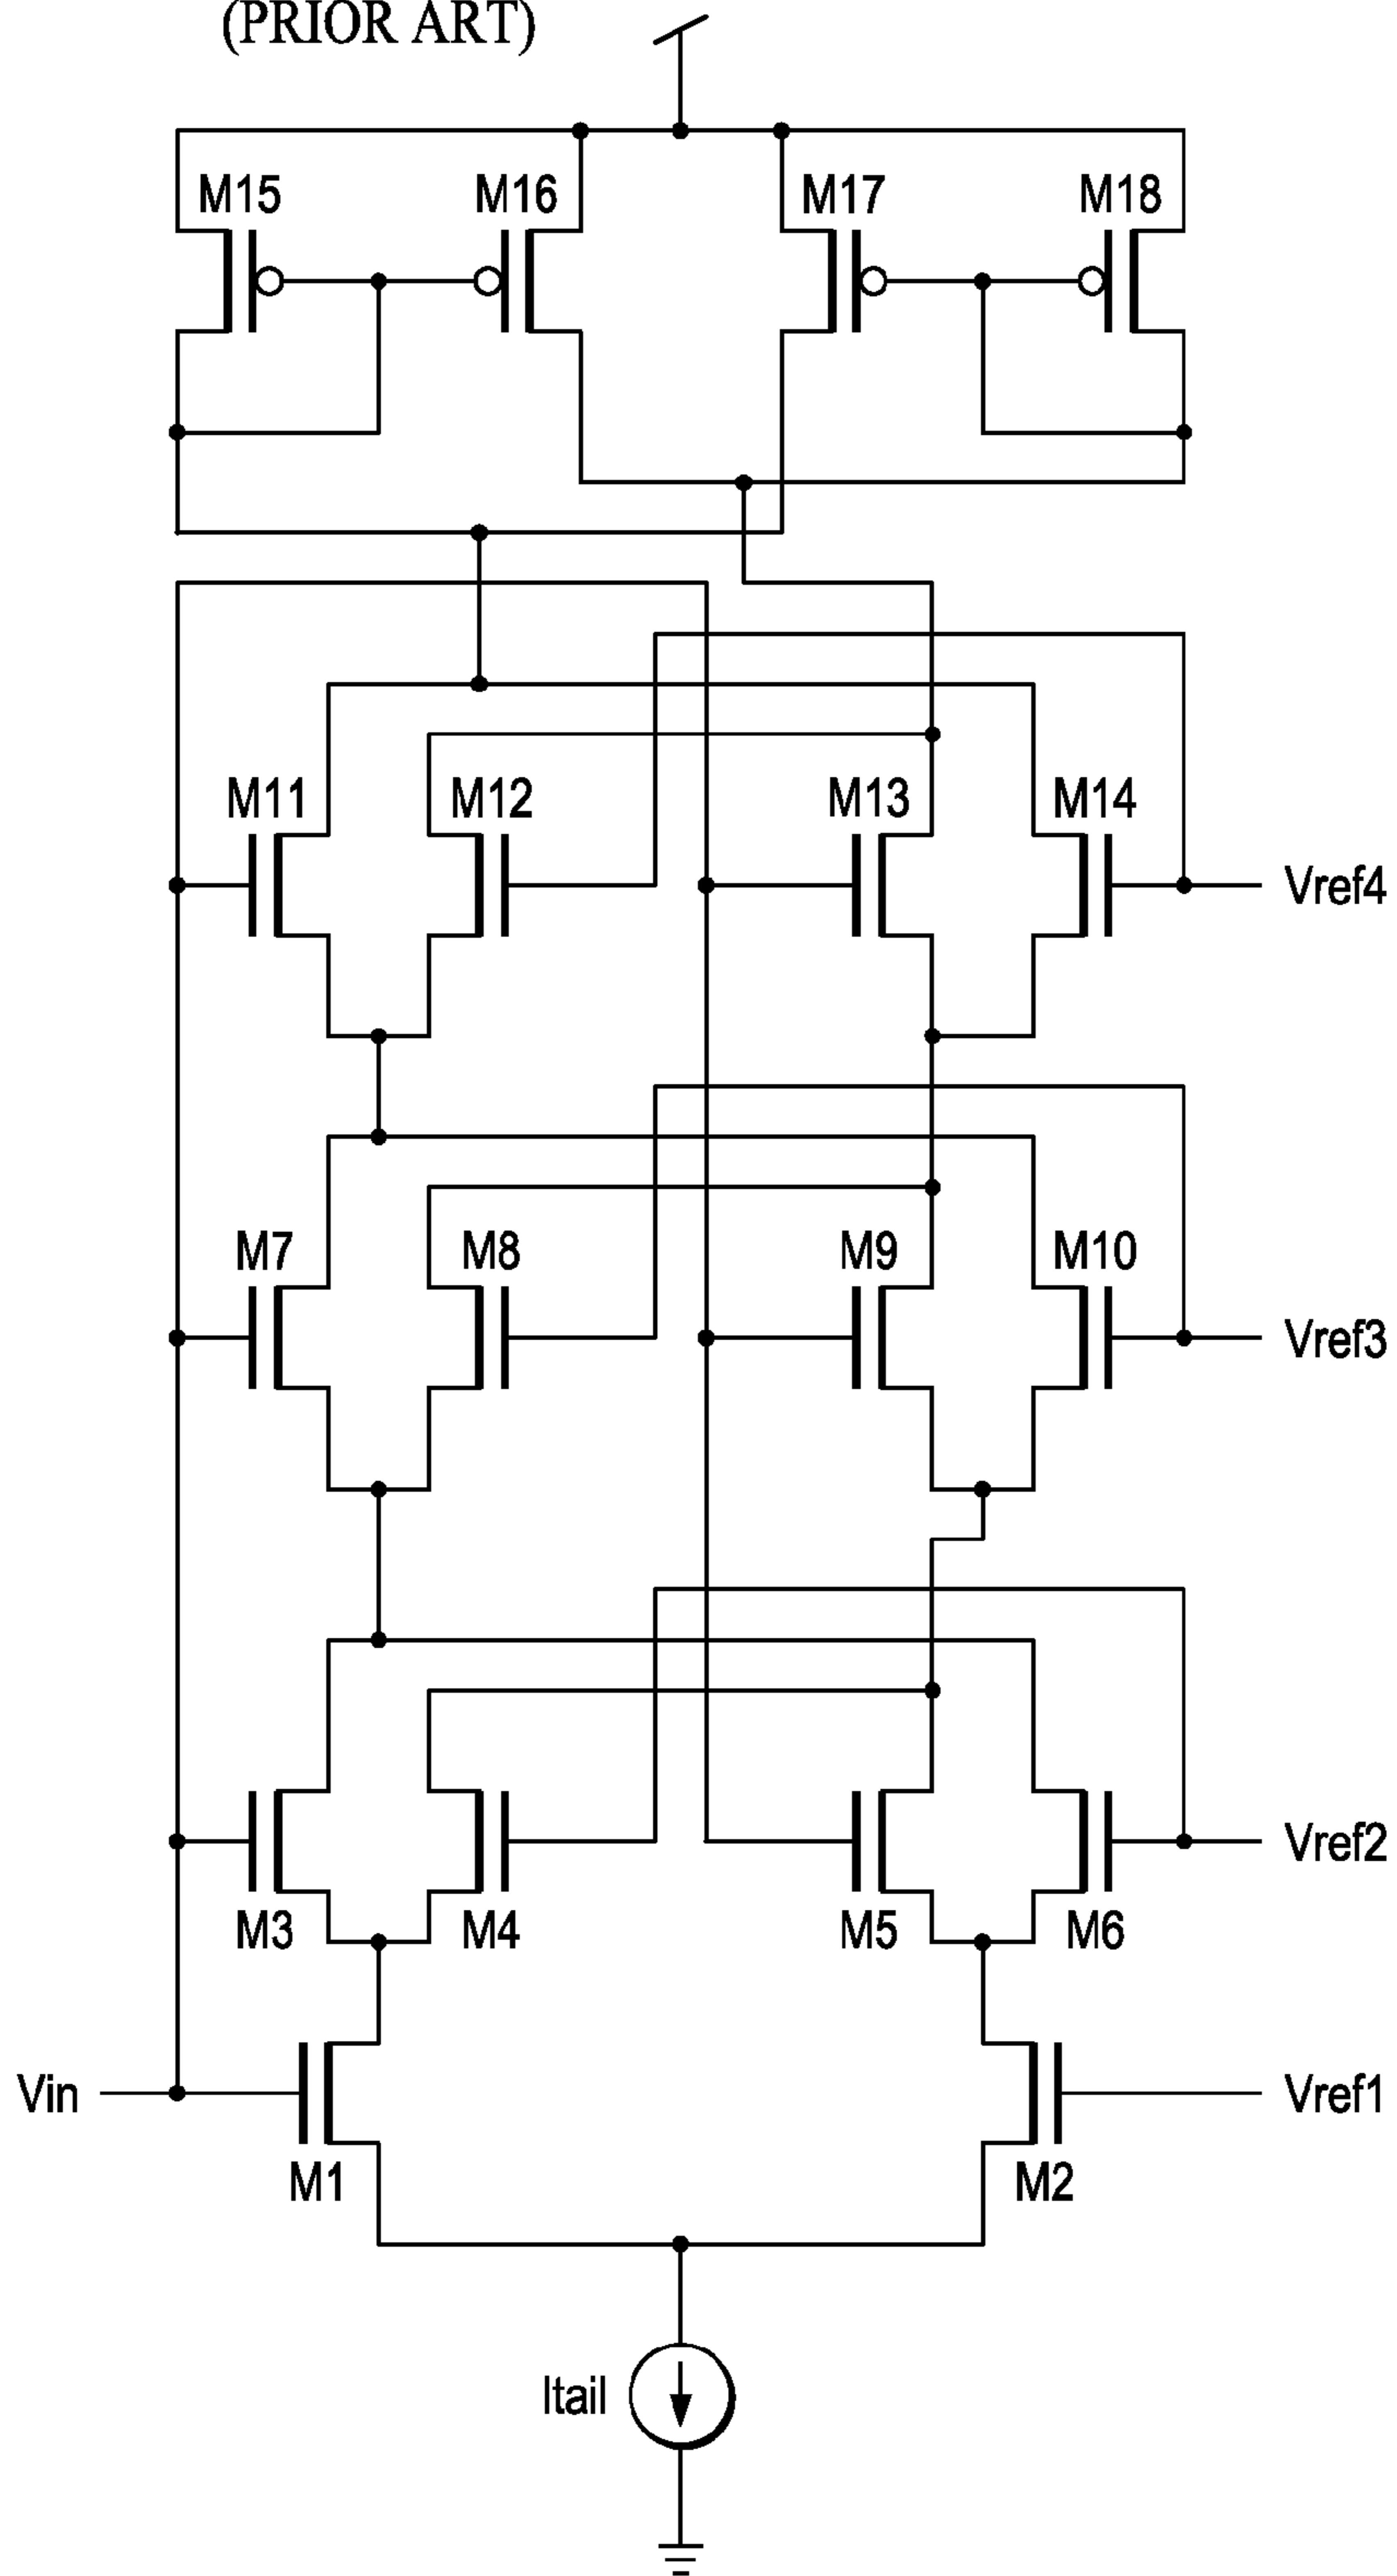 (PRIOR ART)
M15 M16 M17 M18
M11 M12 M13 M14
Vref4
M7 M8 M9 M10
Vref3
Vref2
M3 M4 M5 M6
Vin Vref1
M1 M2
Itail